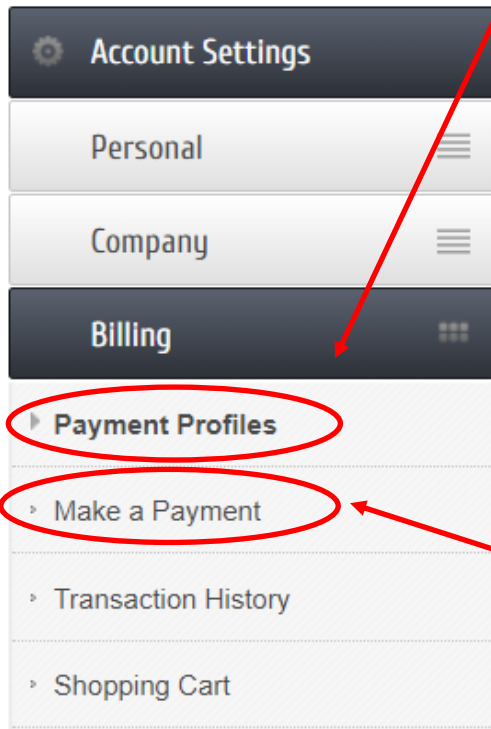 Account Settings
Personal
Company
Billing
Payment Profiles
Make a Payment
Transaction History
Shopping Cart